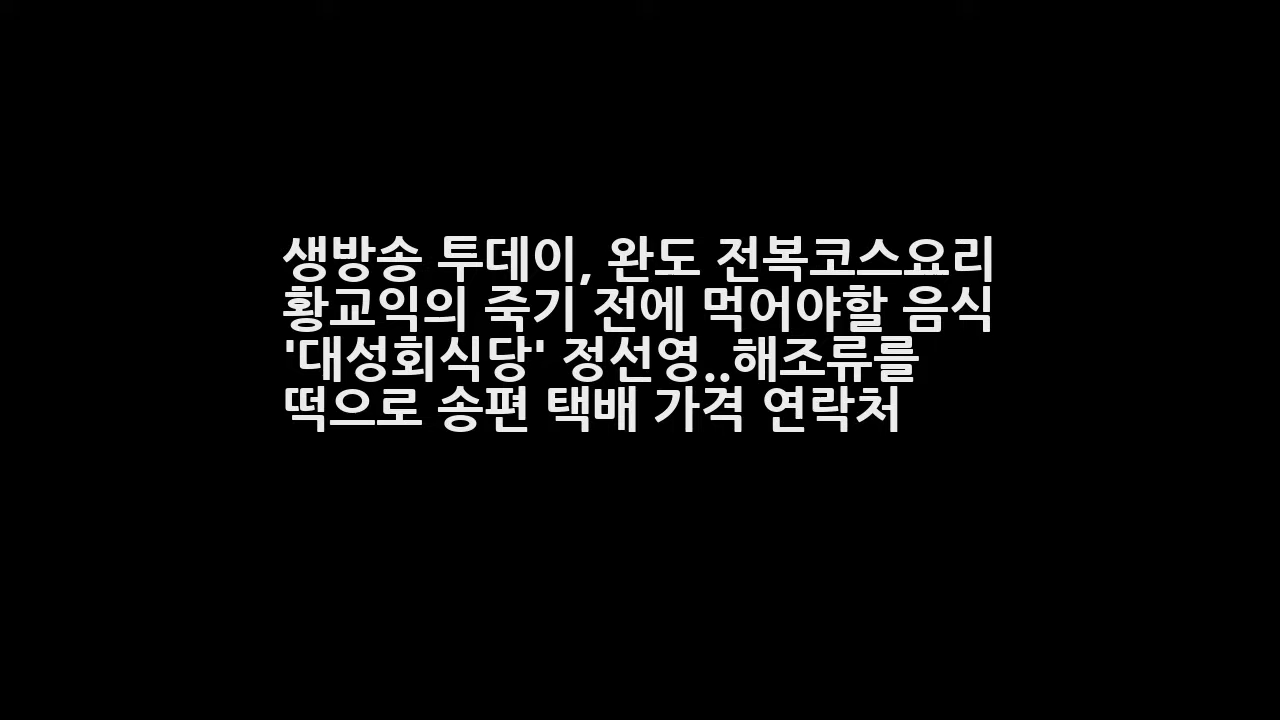 생방송 투데이, 완도 전복코스요리
황교익의 죽기 전에 먹어야할 음식
'대성회식당' 정선영..해조류를
떡으로 송편 택배 가격 연락처